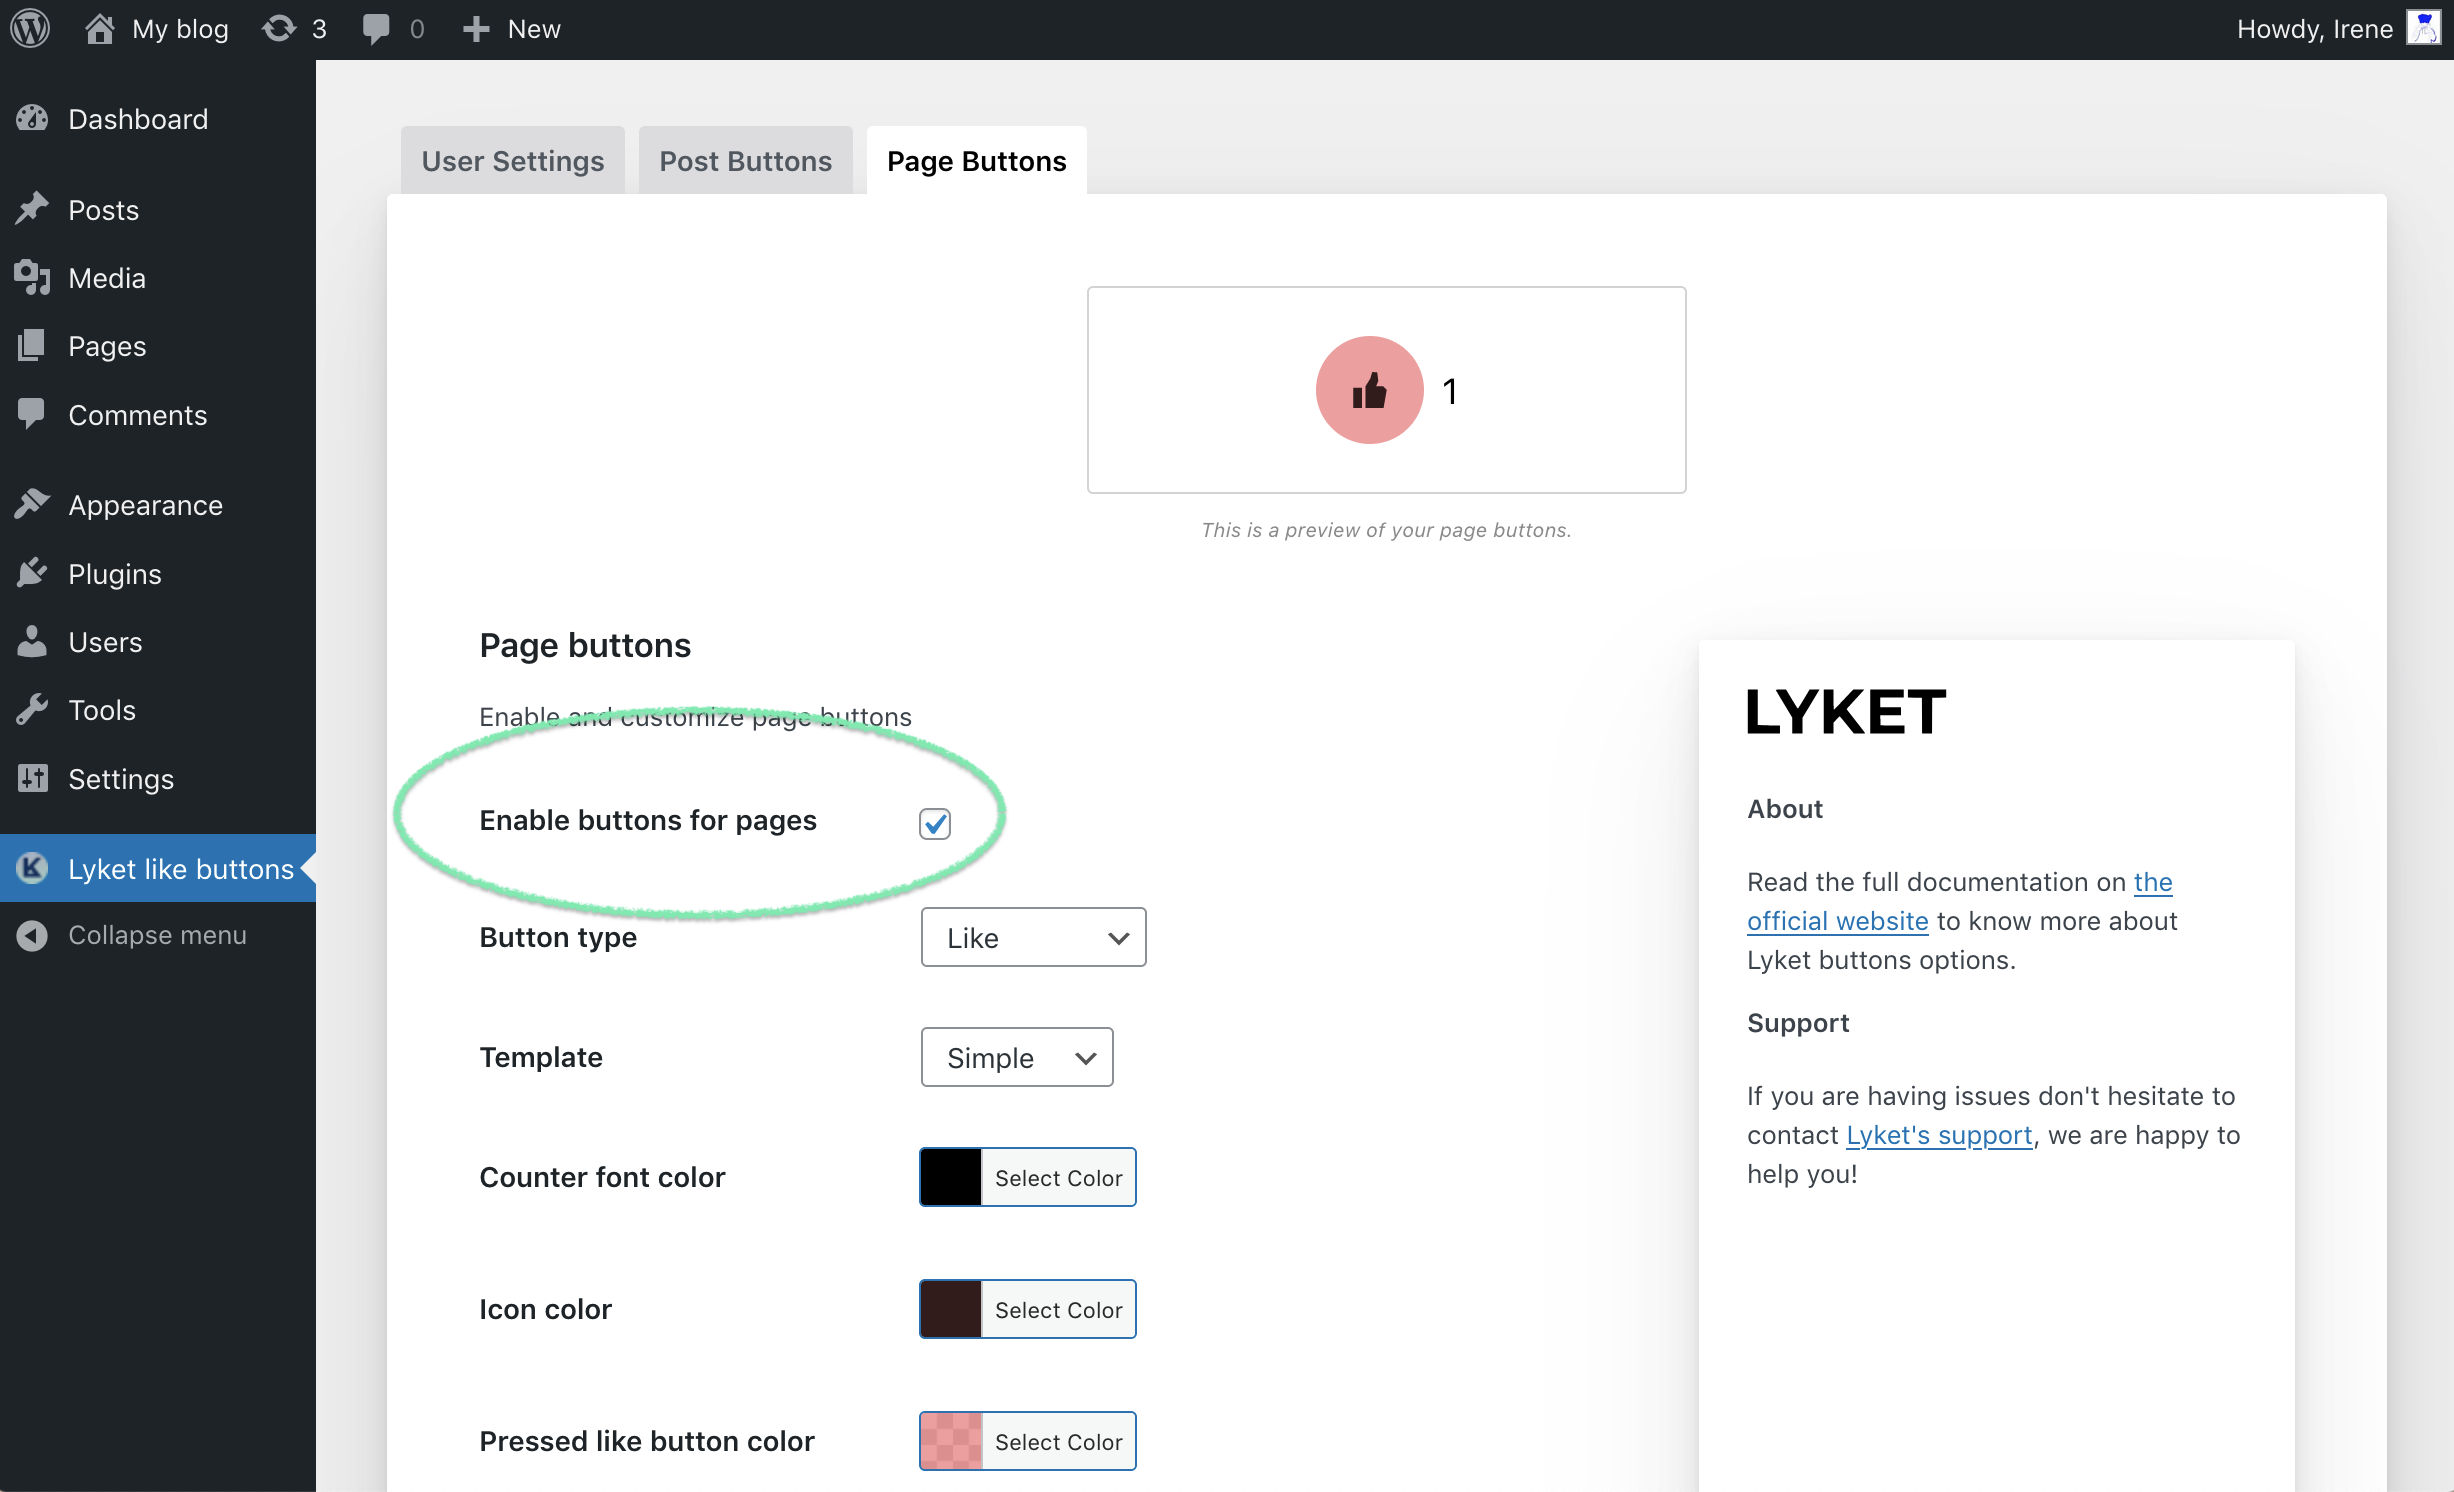 My blog 3 0 New Howdy, Irene
Dashboard
Posts
Media
Pages
Comments
Appearance
Plugins
Users
Tools
Settings
Lyket like buttons
Collapse menu
User Settings Post Buttons Page Buttons
1
This is a preview of your page buttons.
Page buttons
Enable and customize page buttons
Enable buttons for pages
Button type Like
Template Simple
Counter font color Select Color
Icon color Select Color
Pressed like button color Select Color
LYKET
About
Read the full documentation on the
official website to know more about
Lyket buttons options.
Support
If you are having issues don't hesitate to
contact Lyket's support, we are happy to
help you!